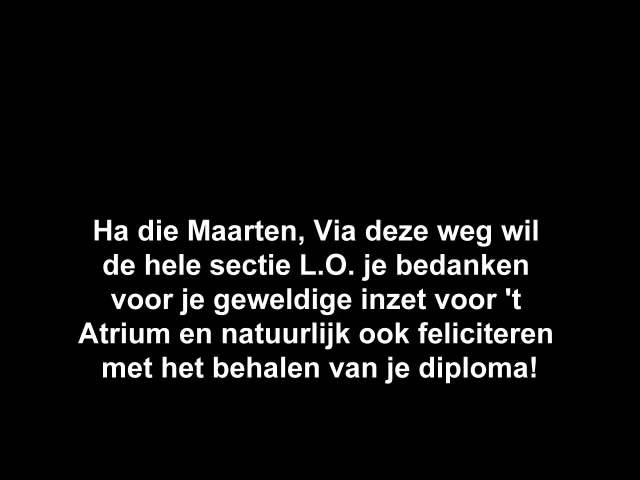 Ha die Maarten, Via deze weg wil
de hele sectie L.O. je bedanken
voor je geweldige inzet voor 't
Atrium en natuurlijk ook feliciteren
met het behalen van je diploma!